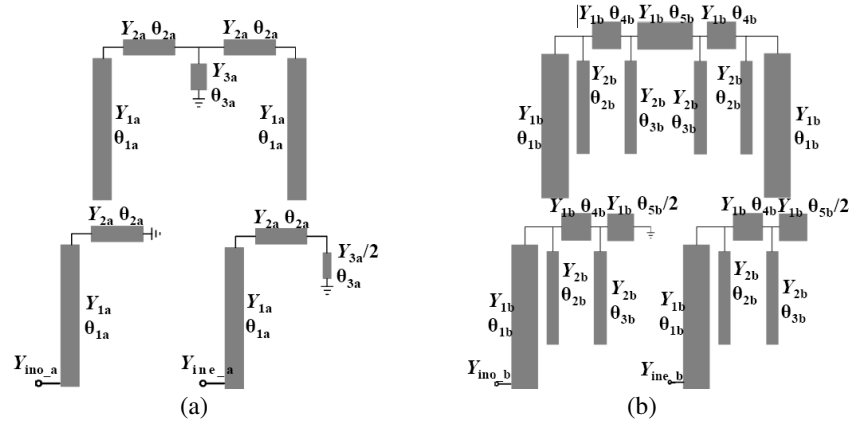 Y2a θ2a Y2a θ2a
Y3a
θ3a
Y1a
θ1a
Y1a
θ1a
Y2a θ2a
Y1a
θ1a
Yino_a
Y2a θ2a
Y3a/2
θ3a
Y1a
θ1a
Yine_a
(a)
Y1b θ4b Y1b θ5b Y1b θ4b
Y2b
θ2b
Y2b
θ3b
Y2b
θ3b
Y2b
θ2b
Y1b
θ1b
Y1b
θ1b
Y1b θ4b Y1b θ5b/2
Y2b
θ2b
Y2b
θ3b
Y1b
θ1b
Yino_b
Y1b θ4b Y1b θ5b/2
Y2b
θ2b
Y2b
θ3b
Y1b
θ1b
Yine_b
(b)